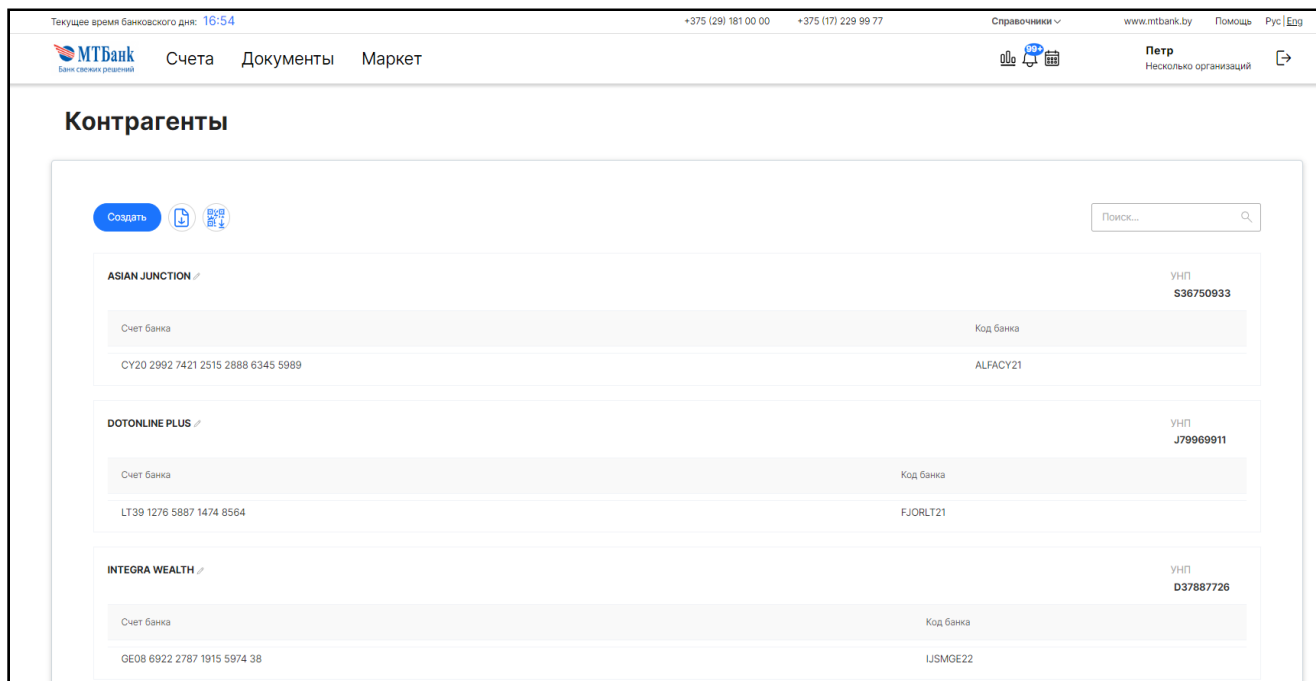 Текущее время банковского дня: 16:54 +375 (29) 181 00 00 +375 (17) 229 99 77 Справочники www.mtbank.by Помощь Рус | Eng
МТБанк
Банк свежих решений
Счета Документы Маркет 99+ Петр
Несколько организаций
Контрагенты
Создать Поиск...
ASIAN JUNCTION УНП
S36750933
Счет банка Код банка
CY20 2992 7421 2515 2888 6345 5989 ALFACY21
DOTONLINE PLUS УНП
J79969911
Счет банка Код банка
LT39 1276 5887 1474 8564 FJORLT21
INTEGRA WEALTH УНП
D37887726
Счет банка Код банка
GE08 6922 2787 1915 5974 38 IJSMGE22